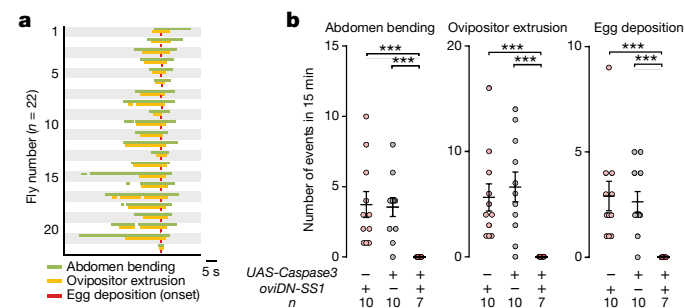 a
1
5
10
15
20
Fly number (n = 22)
5 s
Abdomen bending
Ovipositor extrusion
Egg deposition (onset)
b
Abdomen bending
Ovipositor extrusion
Egg deposition
Number of events in 15 min
15
10
5
0
***
***
20
10
0
***
***
10
5
0
***
***
UAS-Caspase3 – + + – + + – + +
oviDN-SS1 + – + + – + + – +
n 10 10 7 10 10 7 10 10 7